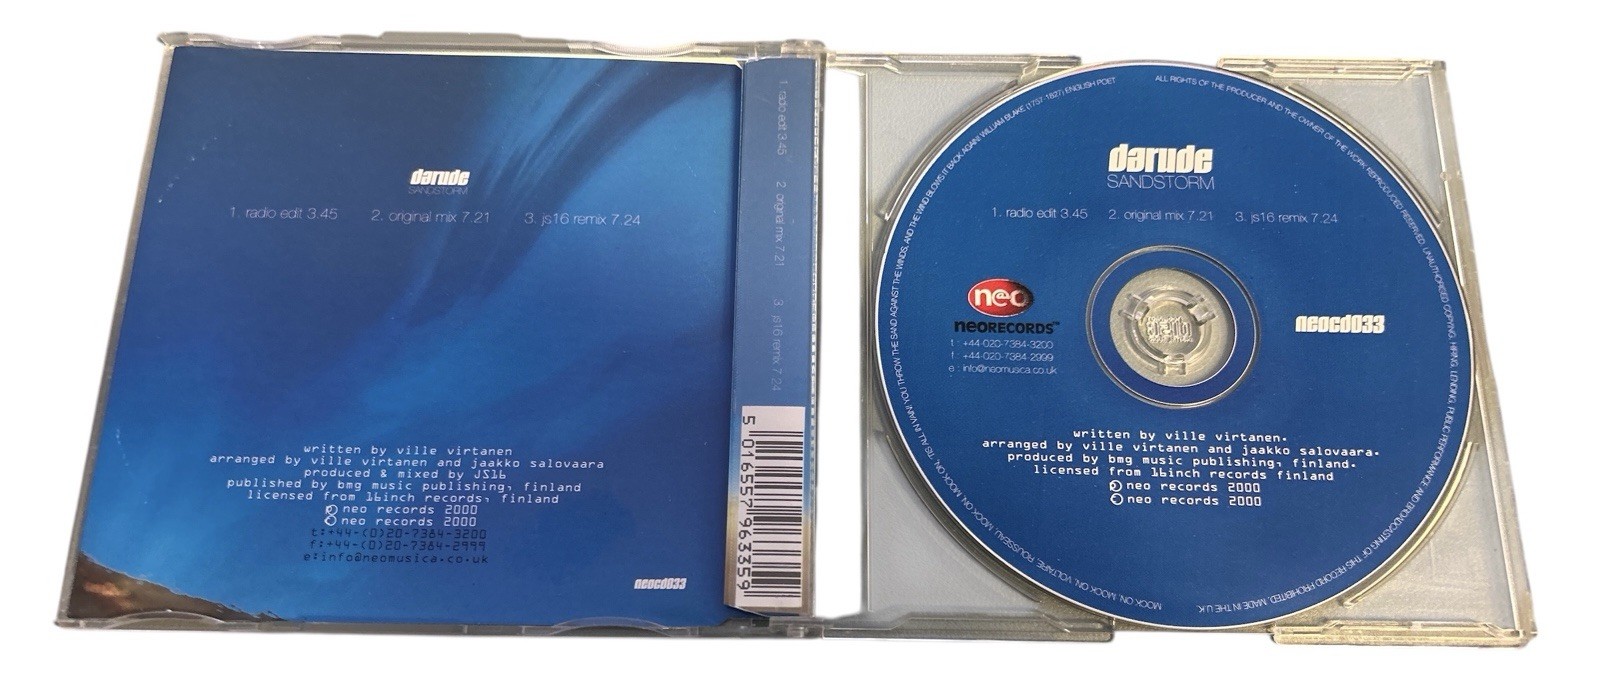 darude
SANDSTORM
1. radio edit 3.45 2. original mix 7.21 3. js16 remix 7.24
written by ville virtanen
arranged by ville virtanen and jaakko salovaara
produced & mixed by JS16
published by bmg music publishing, finland
licensed from 16inch records, finland
℗ neo records 2000
© neo records 2000
t:+44-(0)20-7384-3200
f:+44-(0)20-7384-2999
e:info@neomusica.co.uk
neocd033
1. radio edit 3.45 2. original mix 7.21 3. js16 remix 7.24
5 016557 963359
darude
SANDSTORM
1. radio edit 3.45 2. original mix 7.21 3. js16 remix 7.24
ne@o
neorecords™
t : +44-020-7384-3200
f : +44-020-7384-2999
e : info@neomusica.co.uk
neocd033
written by ville virtanen.
arranged by ville virtanen and jaakko salovaara.
produced by bmg music publishing, finland.
licensed from 16inch records finland
℗ neo records 2000
© neo records 2000
MOCK ON, MOCK ON, VOLTAIRE, ROUSSEAU, MOCK ON, MOCK ON, 'TIS ALL IN VAIN! YOU THROW THE SAND AGAINST THE WINDS, AND THE WIND BLOWS IT BACK AGAIN! WILLIAM BLAKE (1757-1827) ENGLISH POET
ALL RIGHTS OF THE PRODUCER AND THE OWNER OF THE WORK REPRODUCED RESERVED. UNAUTHORISED COPYING, HIRING, LENDING, PUBLIC PERFORMANCE AND BROADCASTING OF THIS RECORD PROHIBITED. MADE IN THE U.K.